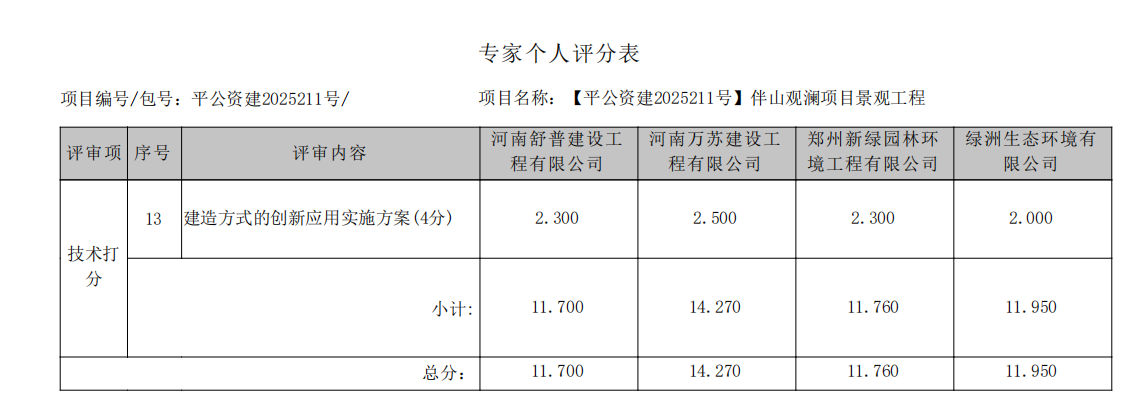 专家个人评分表
项目编号/包号：平公资建2025211号/ 项目名称：【平公资建2025211号】伴山观澜项目景观工程
评审项 序号 评审内容 河南舒普建设工程有限公司 河南万苏建设工程有限公司 郑州新绿园林环境工程有限公司 绿洲生态环境有限公司
技术打分 13 建造方式的创新应用实施方案(4分) 2.300 2.500 2.300 2.000
小计: 11.700 14.270 11.760 11.950
总分： 11.700 14.270 11.760 11.950